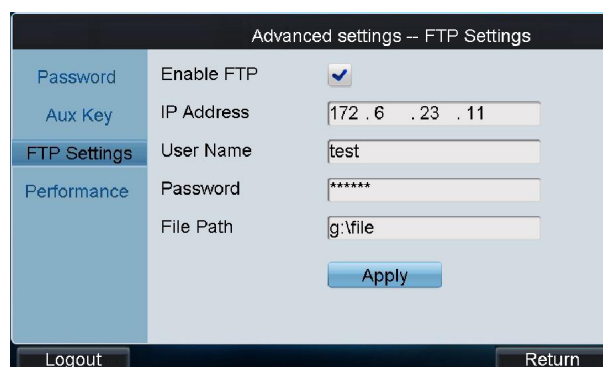 Advanced settings -- FTP Settings
Password
Aux Key
FTP Settings
Performance
Enable FTP
IP Address 172 . 6 . 23 . 11
User Name test
Password ******
File Path g:\file
Apply
Logout Return